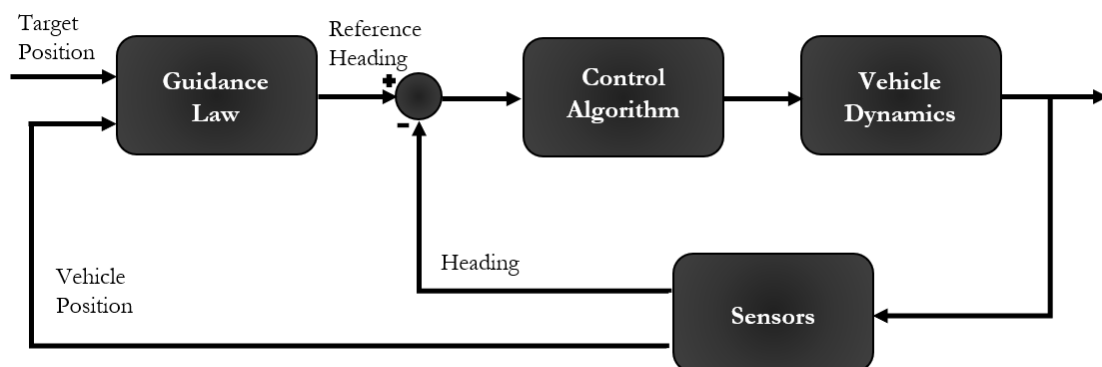 Target
Position
Guidance
Law
Reference
Heading
+
-
Control
Algorithm
Vehicle
Dynamics
Heading
Vehicle
Position
Sensors